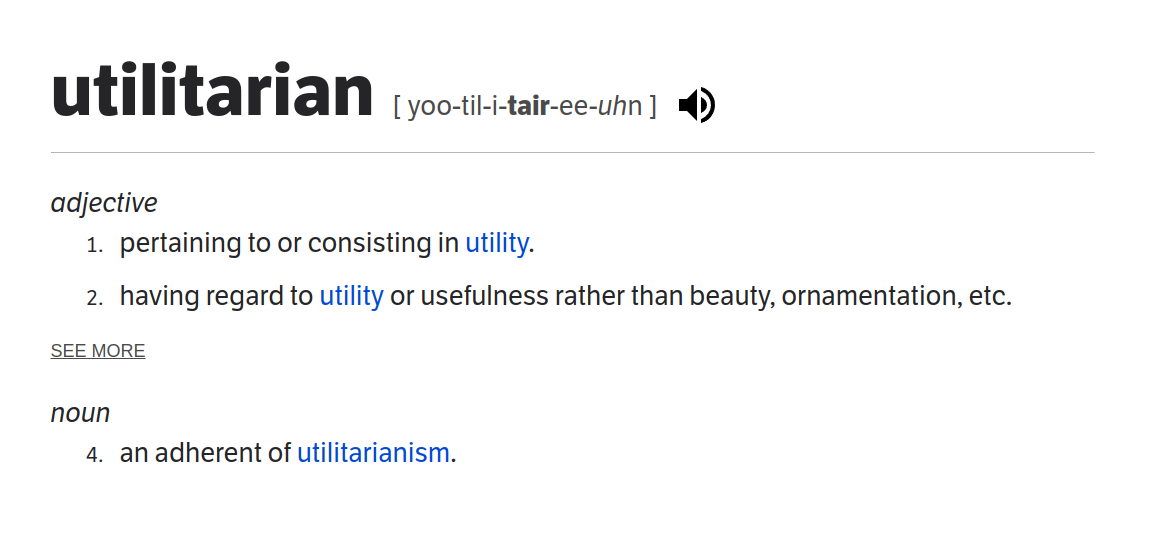 utilitarian [ yoo-til-i-tair-ee-uhn ]
adjective
1. pertaining to or consisting in utility.
2. having regard to utility or usefulness rather than beauty, ornamentation, etc.
SEE MORE
noun
4. an adherent of utilitarianism.